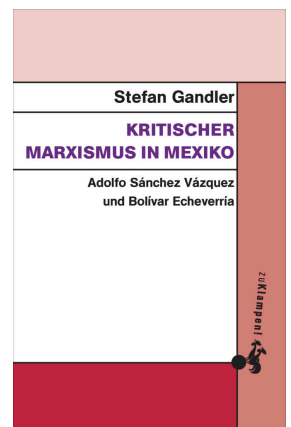 Stefan Gandler
KRITISCHER
MARXISMUS IN MEXIKO
Adolfo Sánchez Vázquez
und Bolívar Echeverría
zuKlampen!